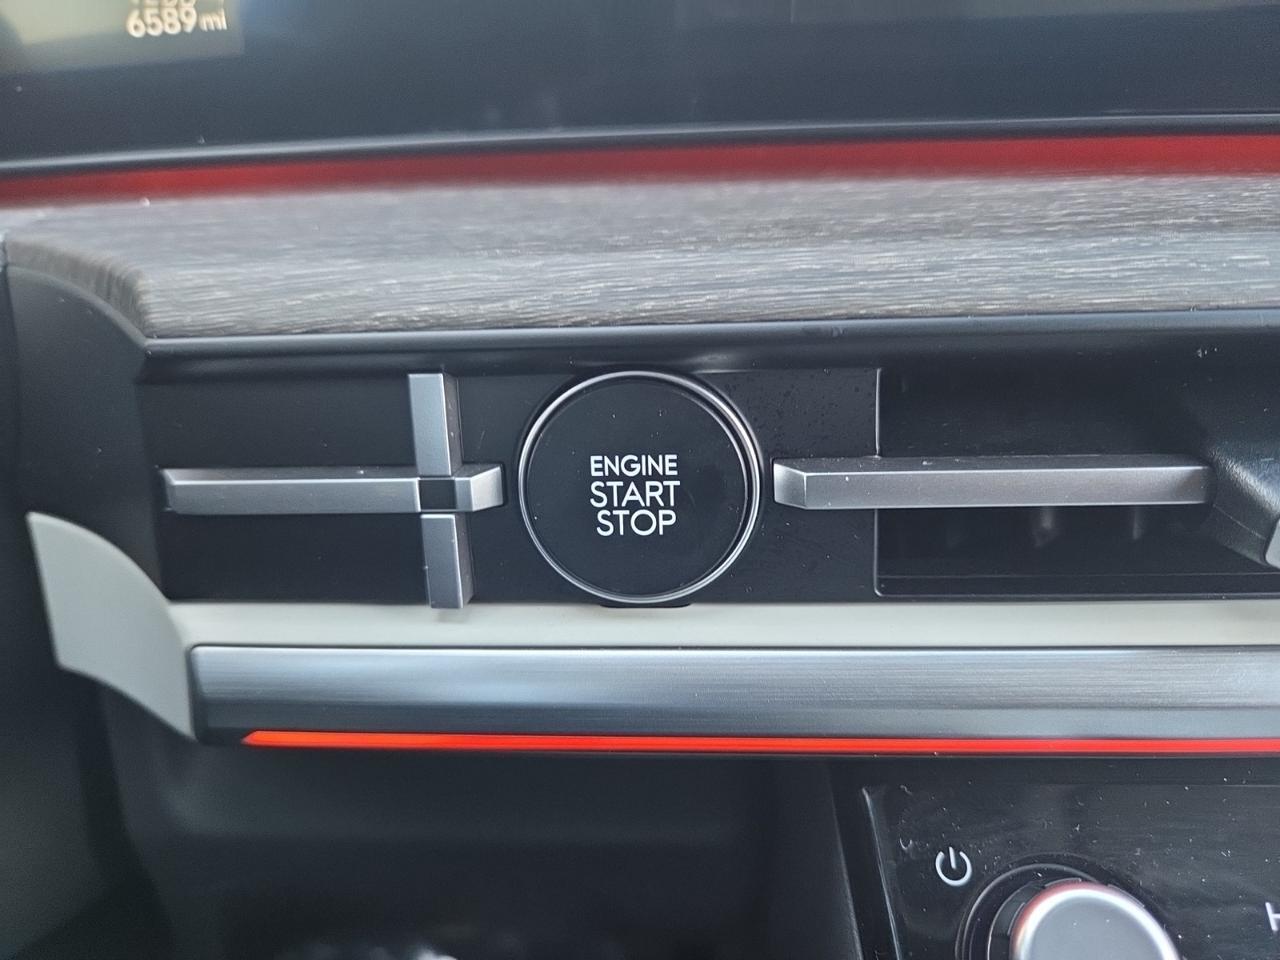 6589 mi
ENGINE
START
STOP